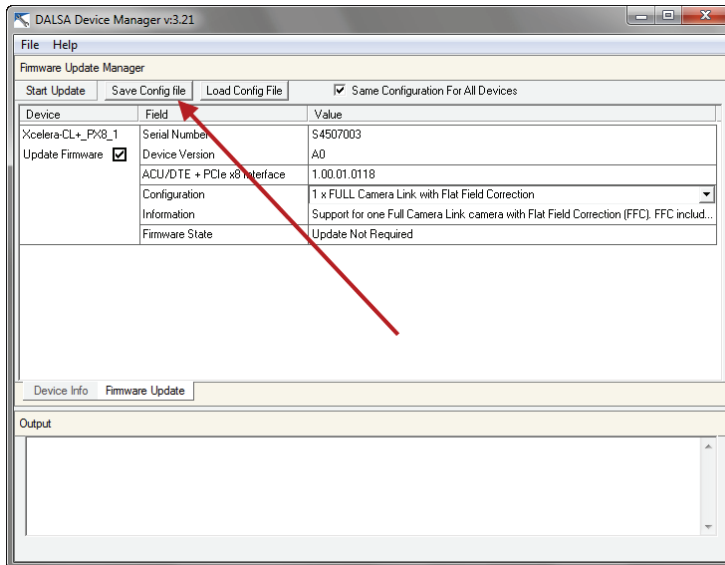 DALSA Device Manager v:3.21
File Help
Firmware Update Manager
Start Update Save Config file Load Config File Same Configuration For All Devices
Device Field Value
Xcelera-CL+_PX8_1 Serial Number S4507003
Update Firmware Device Version A0
ACU/DTE + PCIe x8 Interface 1.00.01.0118
Configuration 1 x FULL Camera Link with Flat Field Correction
Information Support for one Full Camera Link camera with Flat Field Correction (FFC). FFC includ...
Firmware State Update Not Required
Device Info Firmware Update
Output